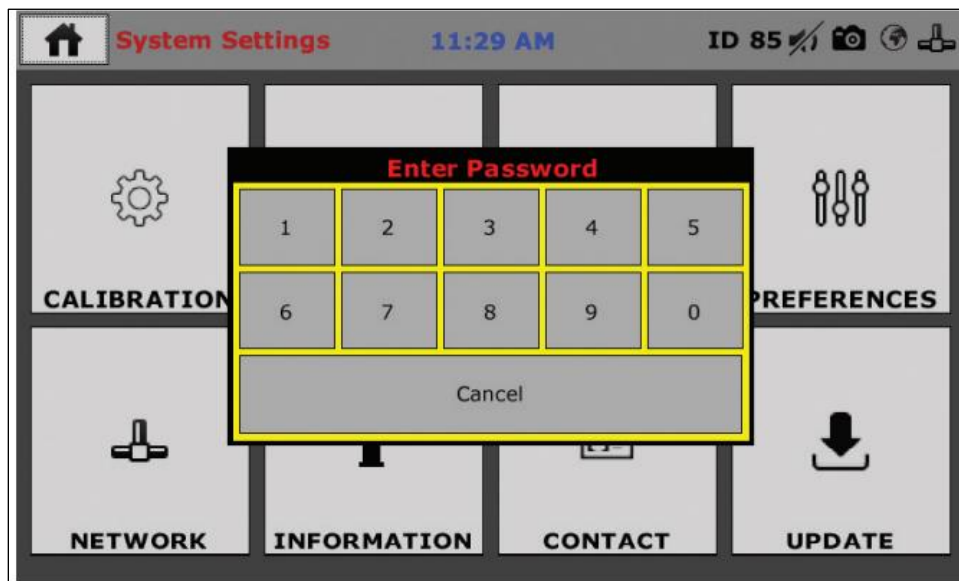 System Settings 11:29 AM ID 85
Enter Password
1 2 3 4 5
CALIBRATION PREFERENCES
6 7 8 9 0
Cancel
NETWORK INFORMATION CONTACT UPDATE